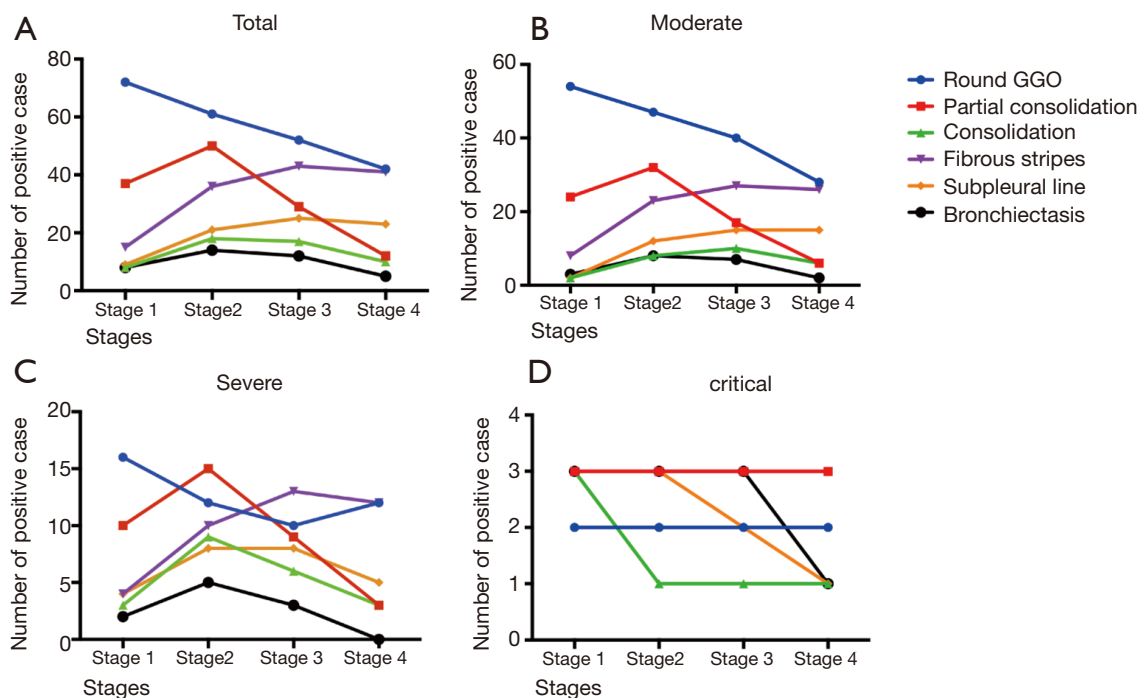 A
Total
Number of positive case
80
60
40
20
0
Stage 1
Stage2
Stage 3
Stage 4
Stages
B
Moderate
Number of positive case
60
40
20
0
Stage 1
Stage2
Stage 3
Stage 4
Stages
Round GGO
Partial consolidation
Consolidation
Fibrous stripes
Subpleural line
Bronchiectasis
C
Severe
Number of positive case
20
15
10
5
0
Stage 1
Stage2
Stage 3
Stage 4
Stages
D
critical
Number of positive case
4
3
2
1
0
Stage 1
Stage2
Stage 3
Stage 4
Stages